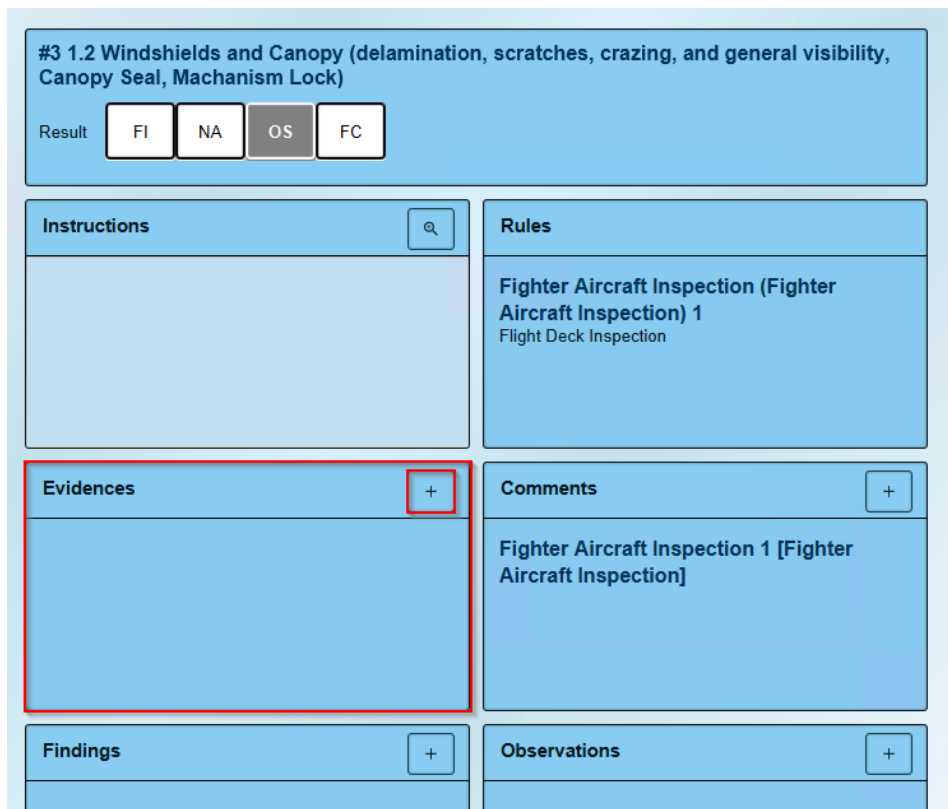 #3 1.2 Windshields and Canopy (delamination, scratches, crazing, and general visibility,
Canopy Seal, Machanism Lock)
Result FI NA OS FC
Instructions
Rules
Fighter Aircraft Inspection (Fighter
Aircraft Inspection) 1
Flight Deck Inspection
Evidences +
Comments +
Fighter Aircraft Inspection 1 [Fighter
Aircraft Inspection]
Findings +
Observations +